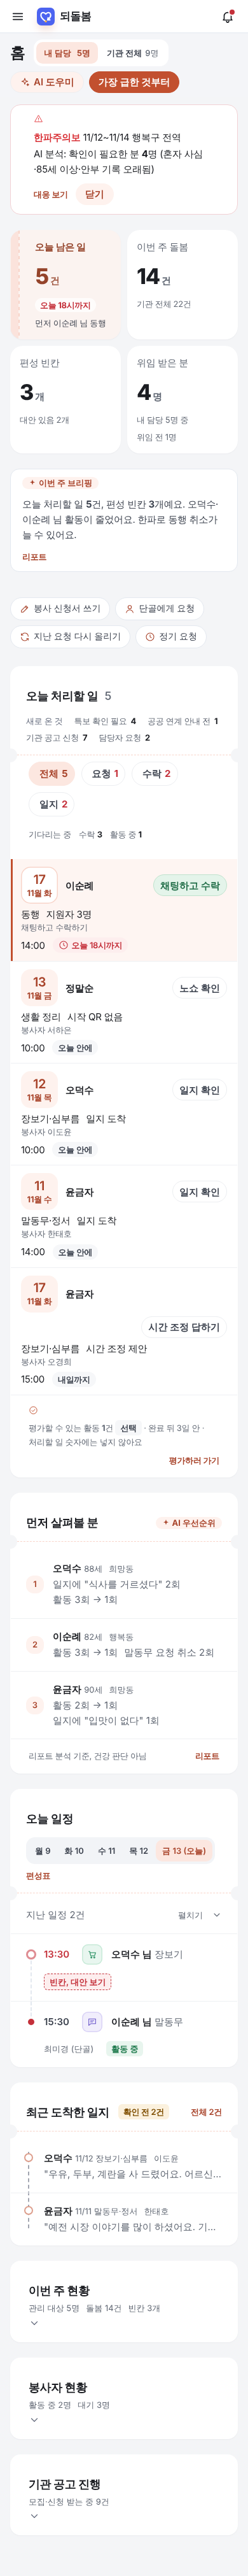 되돌봄
홈
내 담당 5명
기관 전체 9명
AI 도우미
가장 급한 것부터
한파주의보 11/12~11/14 행복구 전역
AI 분석: 확인이 필요한 분 4명 (혼자 사심
·85세 이상·안부 기록 오래됨)
대응 보기
닫기
오늘 남은 일
5건
오늘 18시까지
먼저 이순례 님 동행
이번 주 돌봄
14건
기관 전체 22건
편성 빈칸
3개
대안 있음 2개
위임 받은 분
4명
내 담당 5명 중
위임 전 1명
이번 주 브리핑
오늘 처리할 일 5건, 편성 빈칸 3개예요. 오덕수·
이순례 님 활동이 줄었어요. 한파로 동행 취소가
늘 수 있어요.
리포트
봉사 신청서 쓰기
단골에게 요청
지난 요청 다시 올리기
정기 요청
오늘 처리할 일 5
새로 온 것
특보 확인 필요 4
공공 연계 안내 전 1
기관 공고 신청 7
담당자 요청 2
전체 5
요청 1
수락 2
일지 2
기다리는 중 수락 3 활동 중 1
17
11월 화
이순례
채팅하고 수락
동행 지원자 3명
채팅하고 수락하기
14:00
오늘 18시까지
13
11월 금
정말순
노쇼 확인
생활 정리 시작 QR 없음
봉사자 서하은
10:00
오늘 안에
12
11월 목
오덕수
일지 확인
장보기·심부름 일지 도착
봉사자 이도윤
10:00
오늘 안에
11
11월 수
윤금자
일지 확인
말동무·정서 일지 도착
봉사자 한태호
14:00
오늘 안에
17
11월 화
윤금자
시간 조정 답하기
장보기·심부름 시간 조정 제안
봉사자 오경희
15:00
내일까지
평가할 수 있는 활동 1건 선택 · 완료 뒤 3일 안 ·
처리할 일 숫자에는 넣지 않아요
평가하러 가기
먼저 살펴볼 분
AI 우선순위
1
오덕수 88세 희망동
일지에 "식사를 거르셨다" 2회
활동 3회 → 1회
2
이순례 82세 행복동
활동 3회 → 1회 말동무 요청 취소 2회
3
윤금자 90세 희망동
활동 2회 → 1회
일지에 "입맛이 없다" 1회
리포트 분석 기준, 건강 판단 아님
리포트
오늘 일정
월 9
화 10
수 11
목 12
금 13 (오늘)
편성표
지난 일정 2건
펼치기
13:30
오덕수 님 장보기
빈칸, 대안 보기
15:30
이순례 님 말동무
최미경 (단골)
활동 중
최근 도착한 일지
확인 전 2건
전체 2건
오덕수 11/12 장보기·심부름 이도윤
"우유, 두부, 계란을 사 드렸어요. 어르신...
윤금자 11/11 말동무·정서 한태호
"예전 시장 이야기를 많이 하셨어요. 기...
이번 주 현황
관리 대상 5명 돌봄 14건 빈칸 3개
봉사자 현황
활동 중 2명 대기 3명
기관 공고 진행
모집·신청 받는 중 9건